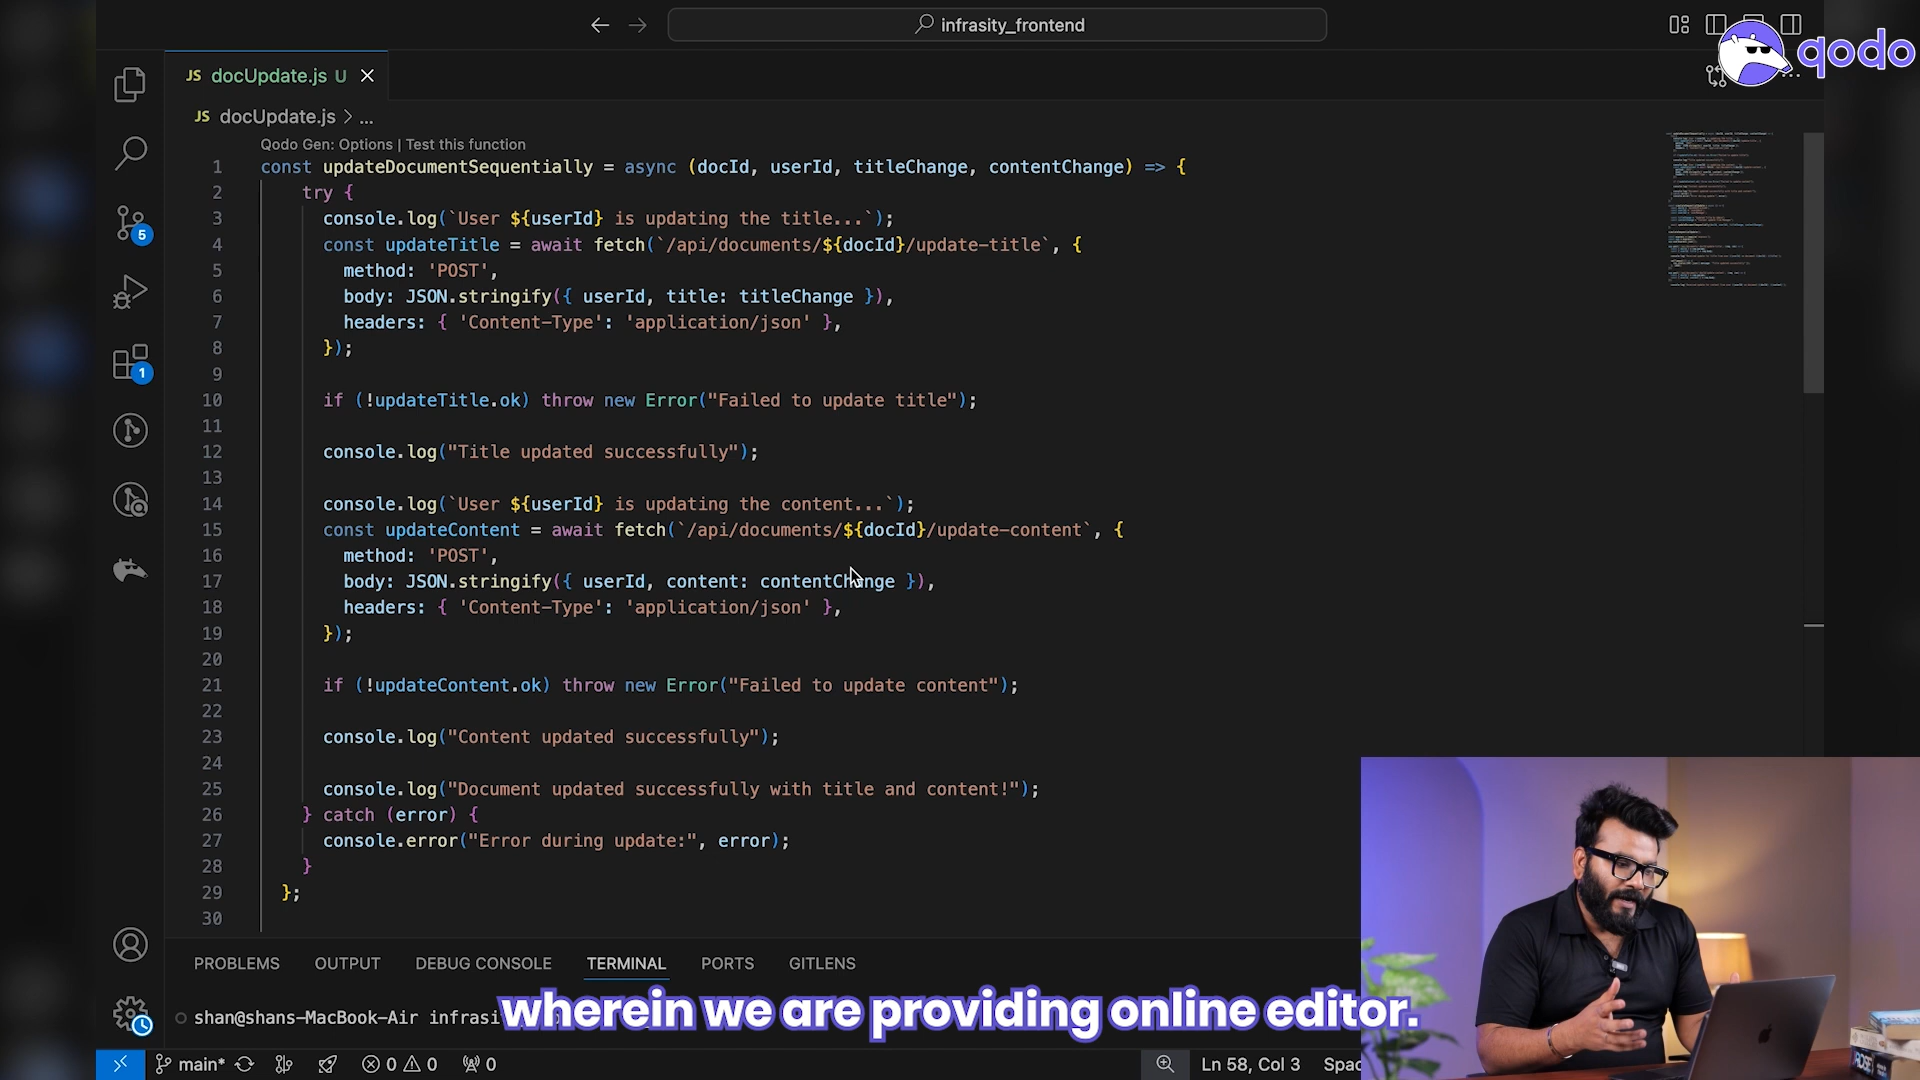 infrasity_frontend
qodo
JS docUpdate.js U
JS docUpdate.js > ...
Qodo Gen: Options | Test this function
1 const updateDocumentSequentially = async (docId, userId, titleChange, contentChange) => {
2 try {
3 console.log(`User ${userId} is updating the title...`);
4 const updateTitle = await fetch(`/api/documents/${docId}/update-title`, {
5 method: 'POST',
6 body: JSON.stringify({ userId, title: titleChange }),
7 headers: { 'Content-Type': 'application/json' },
8 });
9
10 if (!updateTitle.ok) throw new Error("Failed to update title");
11
12 console.log("Title updated successfully");
13
14 console.log(`User ${userId} is updating the content...`);
15 const updateContent = await fetch(`/api/documents/${docId}/update-content`, {
16 method: 'POST',
17 body: JSON.stringify({ userId, content: contentChange }),
18 headers: { 'Content-Type': 'application/json' },
19 });
20
21 if (!updateContent.ok) throw new Error("Failed to update content");
22
23 console.log("Content updated successfully");
24
25 console.log("Document updated successfully with title and content!");
26 } catch (error) {
27 console.error("Error during update:", error);
28 }
29 };
30
5
1
PROBLEMS OUTPUT DEBUG CONSOLE TERMINAL PORTS GITLENS
shan@shans-MacBook-Air infrasi
wherein we are providing online editor.
main* 0 0 0 Ln 58, Col 3 Spac